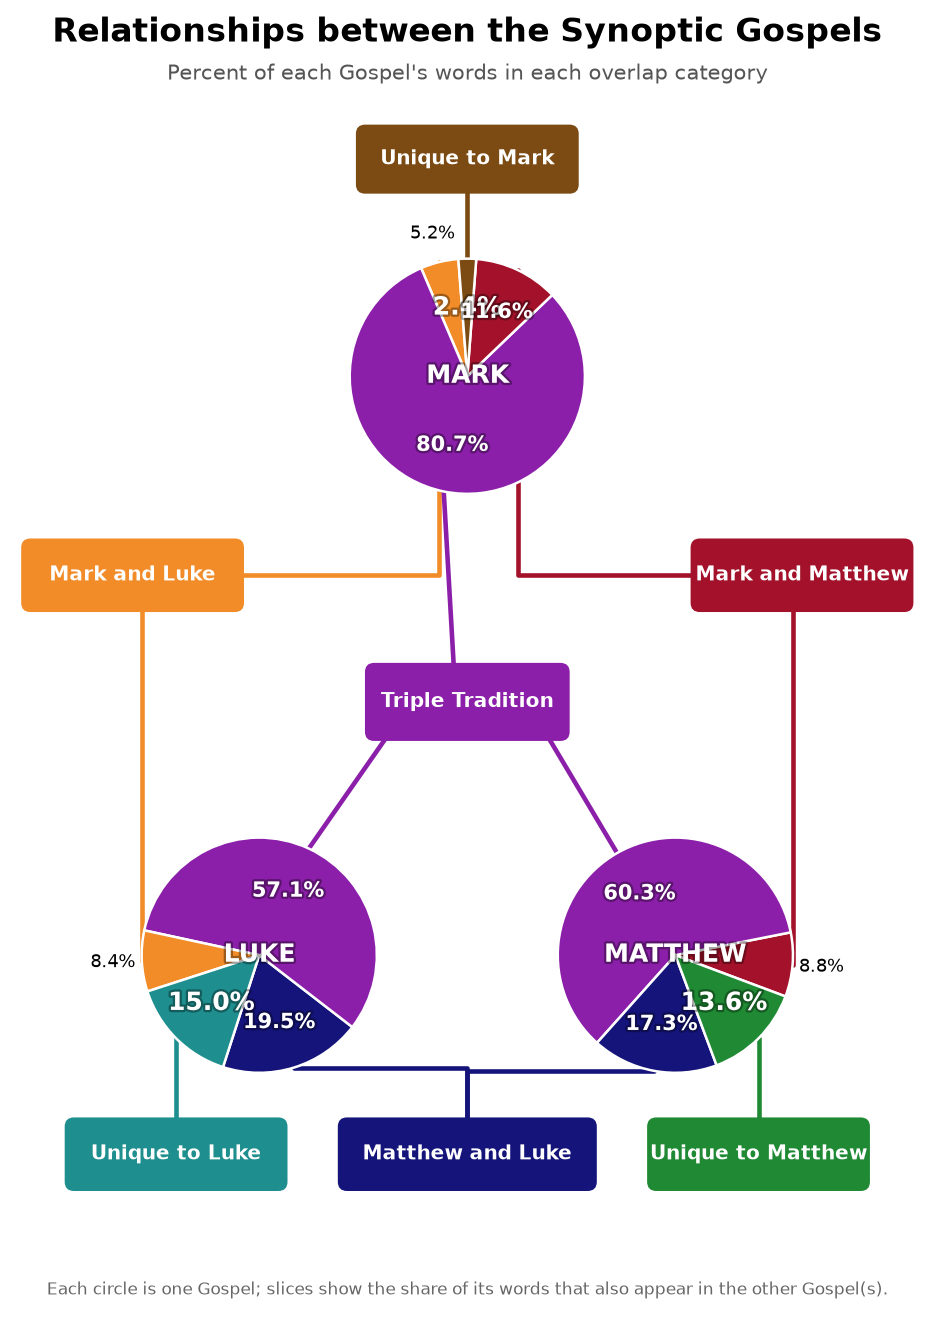 Relationships between the Synoptic Gospels
Percent of each Gospel's words in each overlap category
Unique to Mark
5.2%
2.4%
11.6%
MARK
80.7%
Mark and Luke
Mark and Matthew
Triple Tradition
57.1%
60.3%
LUKE
MATTHEW
8.4%
8.8%
15.0%
13.6%
19.5%
17.3%
Unique to Luke
Matthew and Luke
Unique to Matthew
Each circle is one Gospel; slices show the share of its words that also appear in the other Gospel(s).